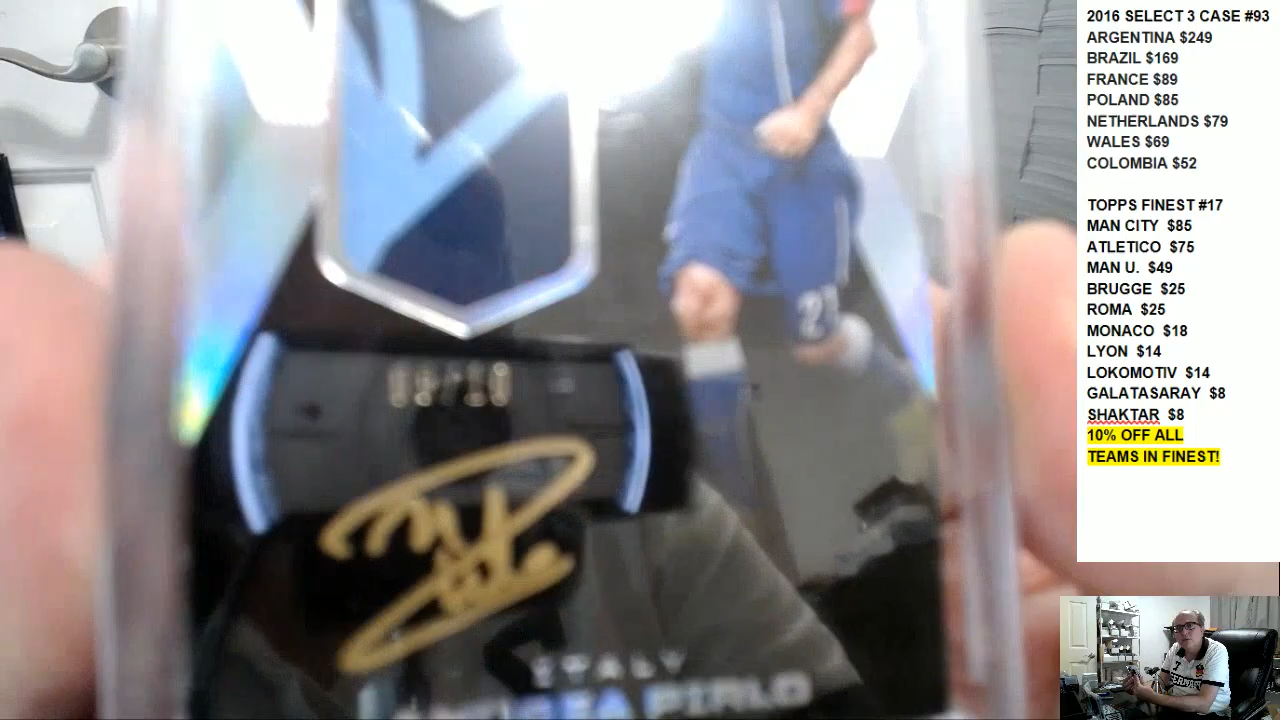 2016 SELECT 3 CASE #93
ARGENTINA $249
BRAZIL $169
FRANCE $89
POLAND $85
NETHERLANDS $79
WALES $69
COLOMBIA $52
TOPPS FINEST #17
MAN CITY $85
ATLETICO $75
MAN U. $49
BRUGGE $25
ROMA $25
MONACO $18
LYON $14
LOKOMOTIV $14
GALATASARAY $8
SHAKTAR $8
10% OFF ALL
TEAMS IN FINEST!
21
ITALY
PIRLO